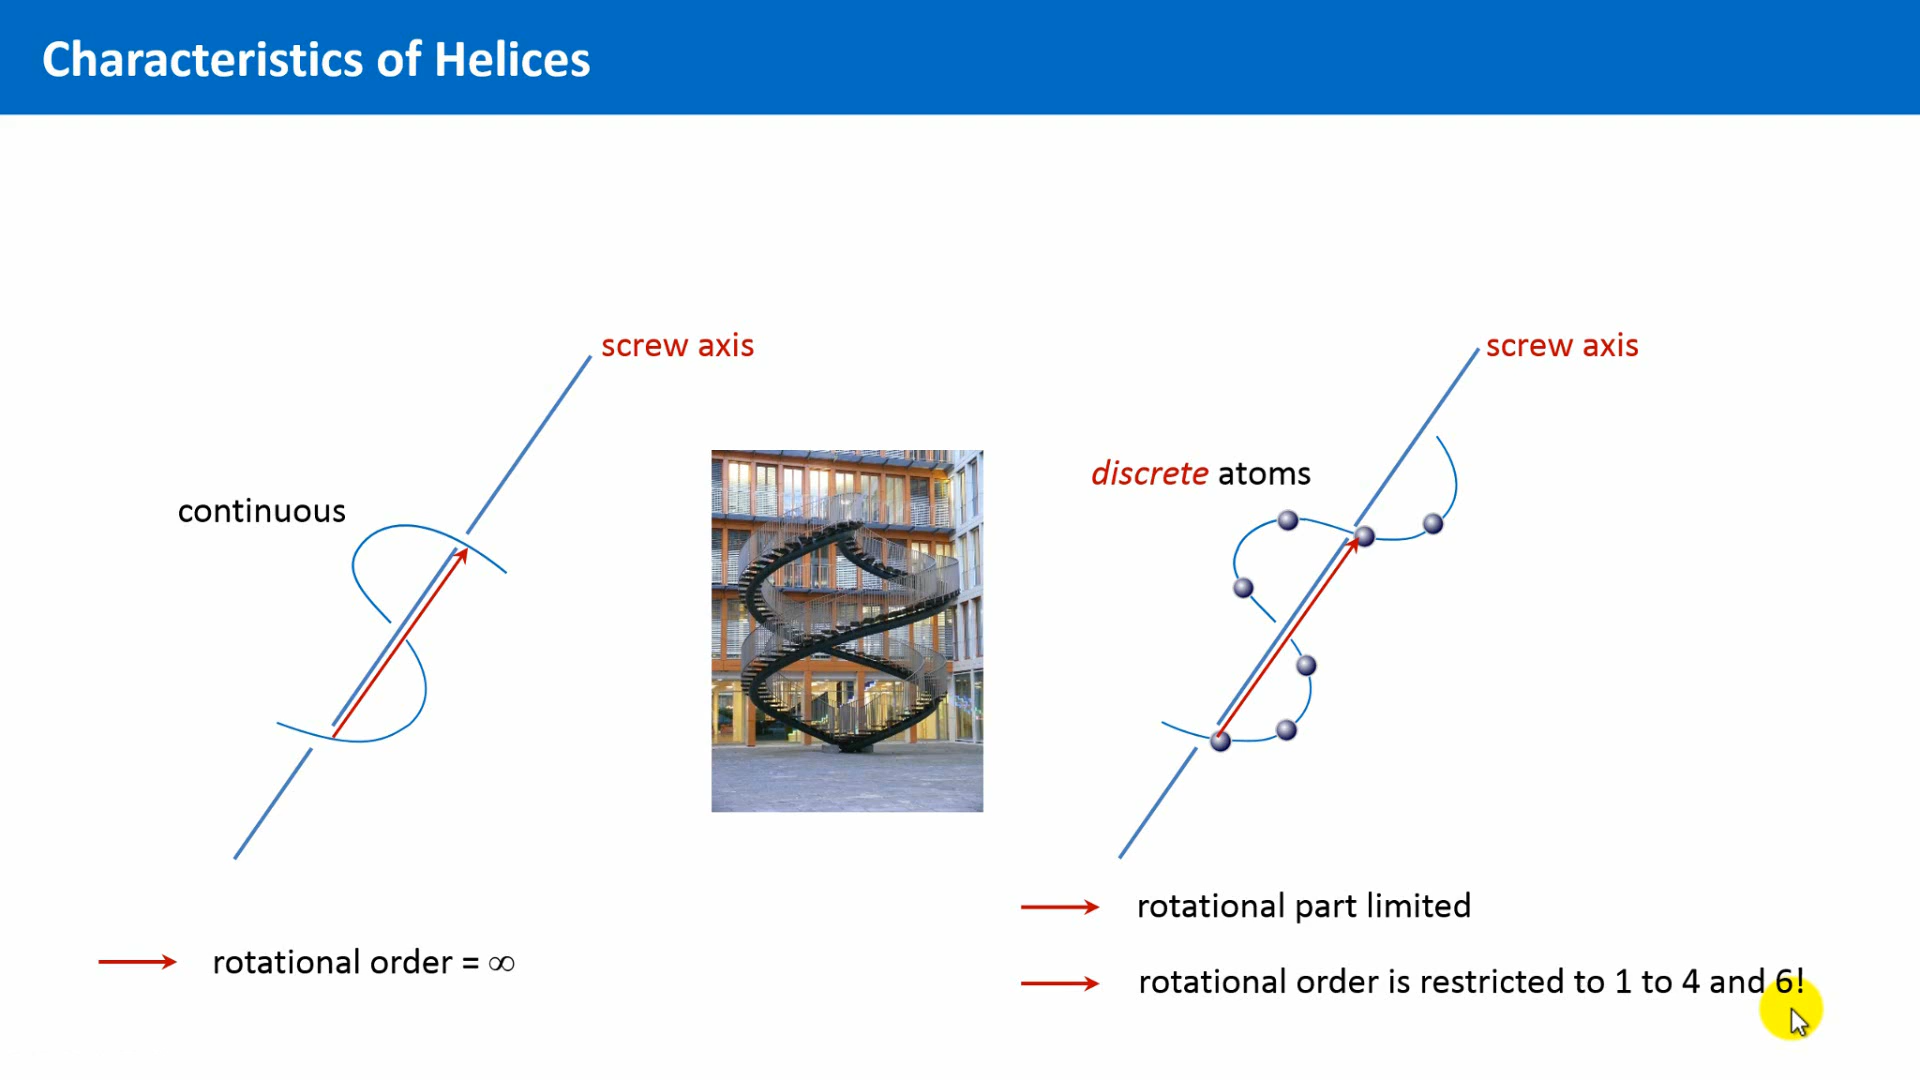 Characteristics of Helices
screw axis
continuous
rotational order = ∞
screw axis
discrete atoms
rotational part limited
rotational order is restricted to 1 to 4 and 6!